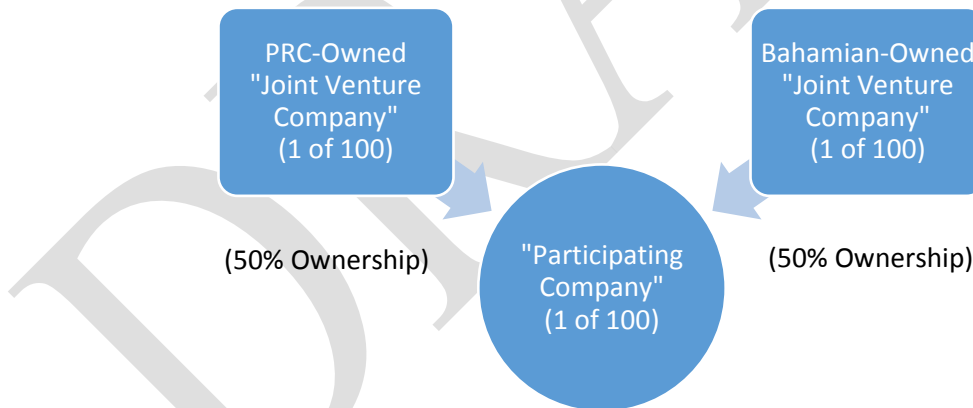 PRC-Owned
"Joint Venture
Company"
(1 of 100)
Bahamian-Owned
"Joint Venture
Company"
(1 of 100)
(50% Ownership)
"Participating
Company"
(1 of 100)
(50% Ownership)